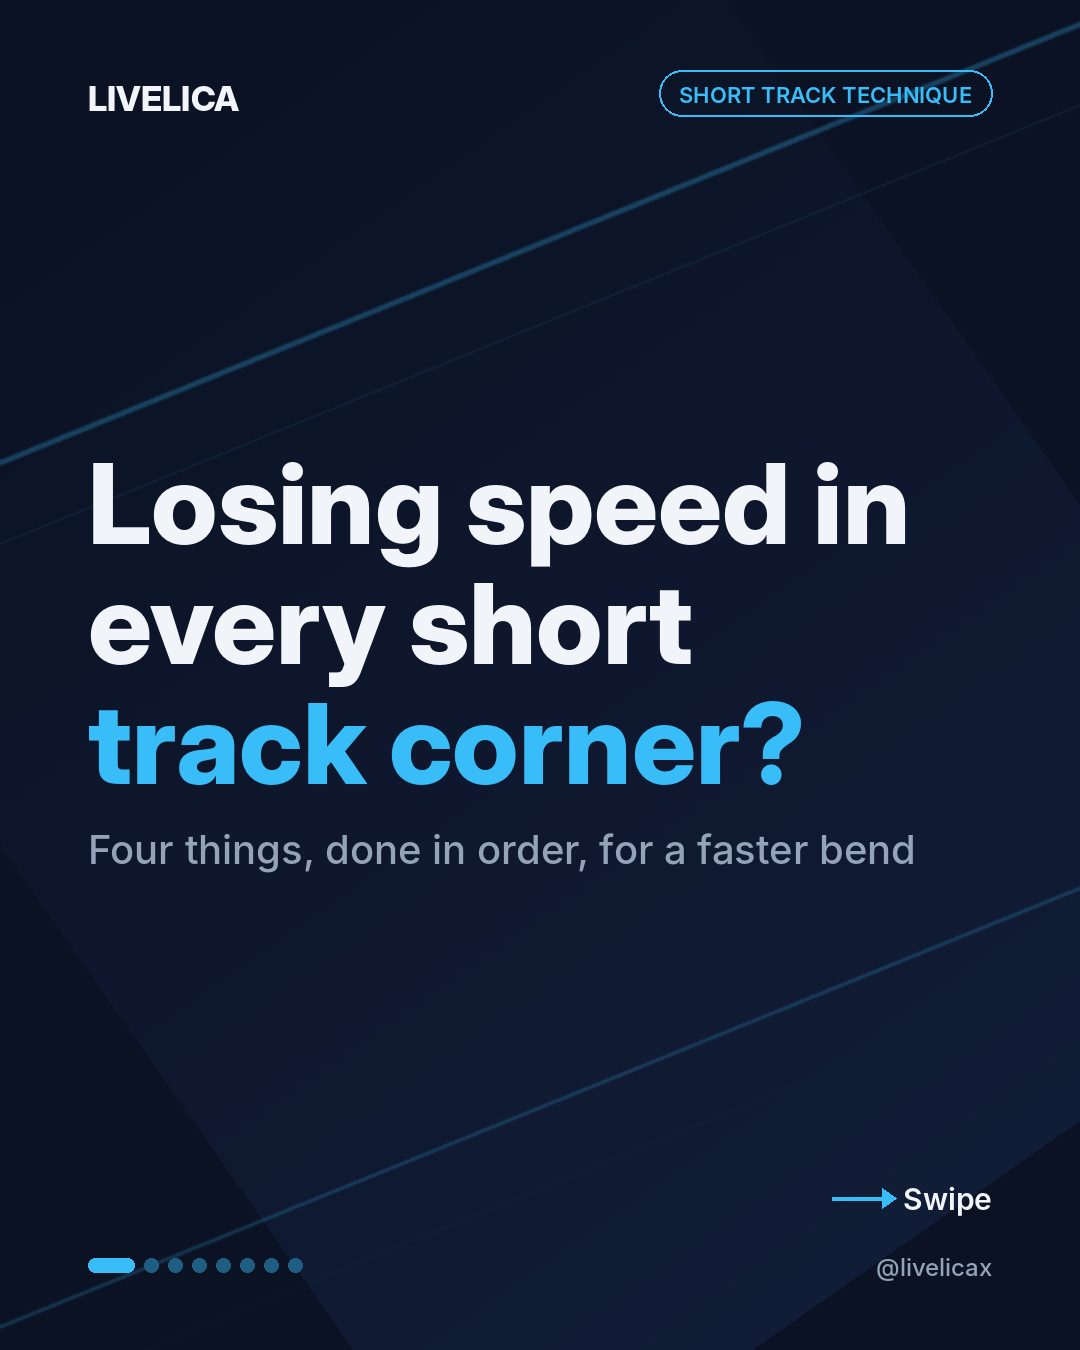 LIVELICA
SHORT TRACK TECHNIQUE
Losing speed in
every short
track corner?
Four things, done in order, for a faster bend
Swipe
@livelicax